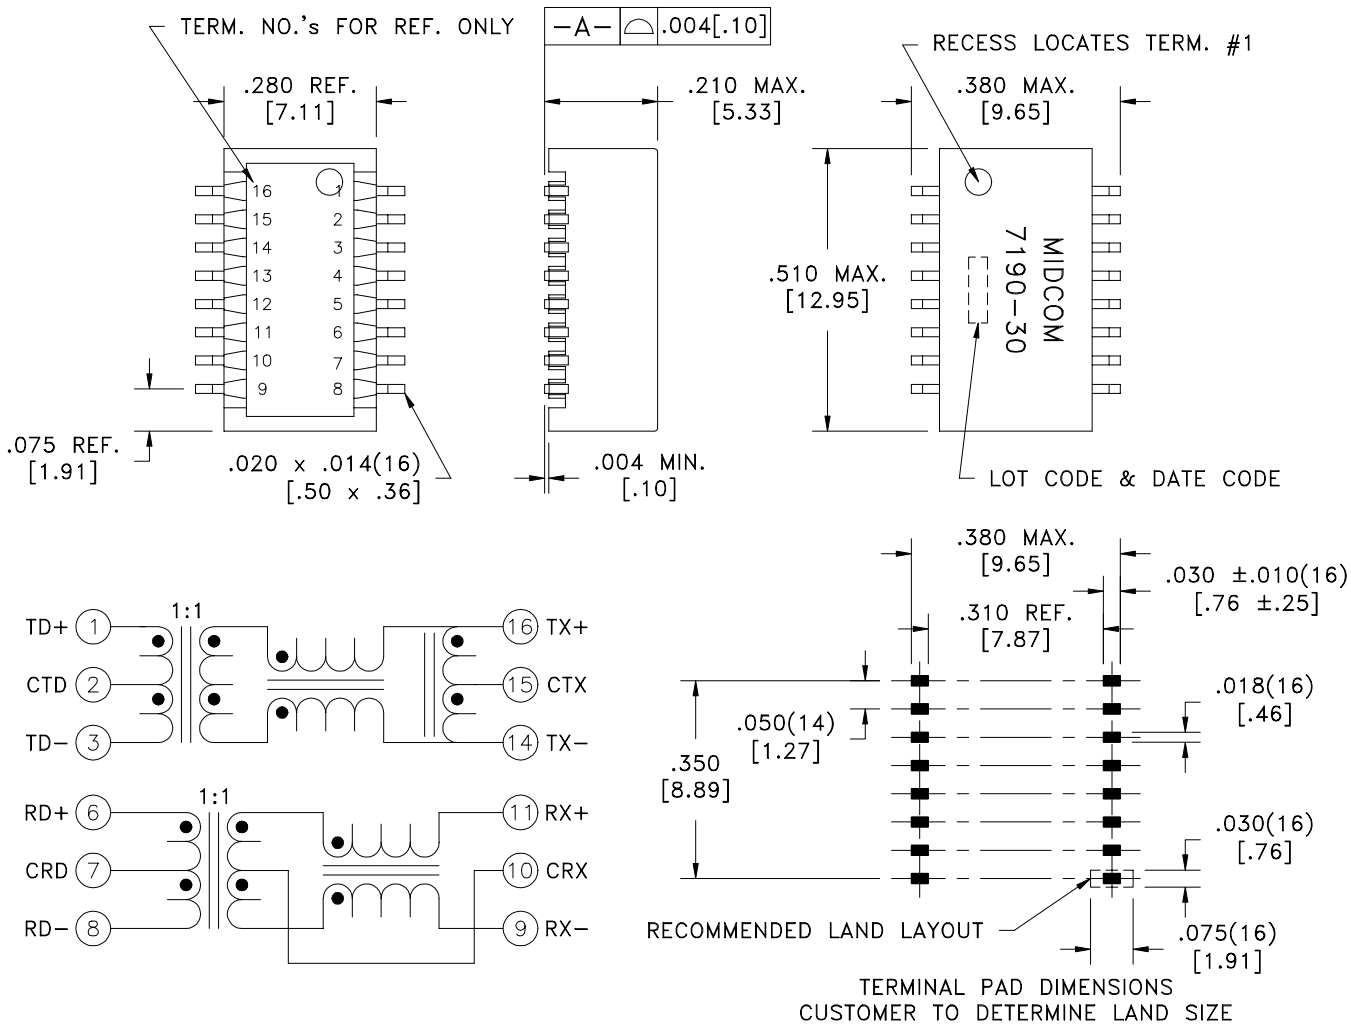 TERM. NO.'s FOR REF. ONLY
-A- .004[.10]
RECESS LOCATES TERM. #1
.280 REF.
[7.11]
.210 MAX.
[5.33]
.380 MAX.
[9.65]
16 1
15 2
14 3
13 4
12 5
11 6
10 7
9 8
.510 MAX.
[12.95]
MIDCOM
7190-30
.075 REF.
[1.91]
.020 x .014(16)
[.50 x .36]
.004 MIN.
[.10]
LOT CODE & DATE CODE
1:1
TD+ 1
CTD 2
TD- 3
16 TX+
15 CTX
14 TX-
1:1
RD+ 6
CRD 7
RD- 8
11 RX+
10 CRX
9 RX-
.380 MAX.
[9.65]
.030 ±.010(16)
[.76 ±.25]
.310 REF.
[7.87]
.018(16)
[.46]
.050(14)
[1.27]
.350
[8.89]
.030(16)
[.76]
RECOMMENDED LAND LAYOUT
.075(16)
[1.91]
TERMINAL PAD DIMENSIONS
CUSTOMER TO DETERMINE LAND SIZE